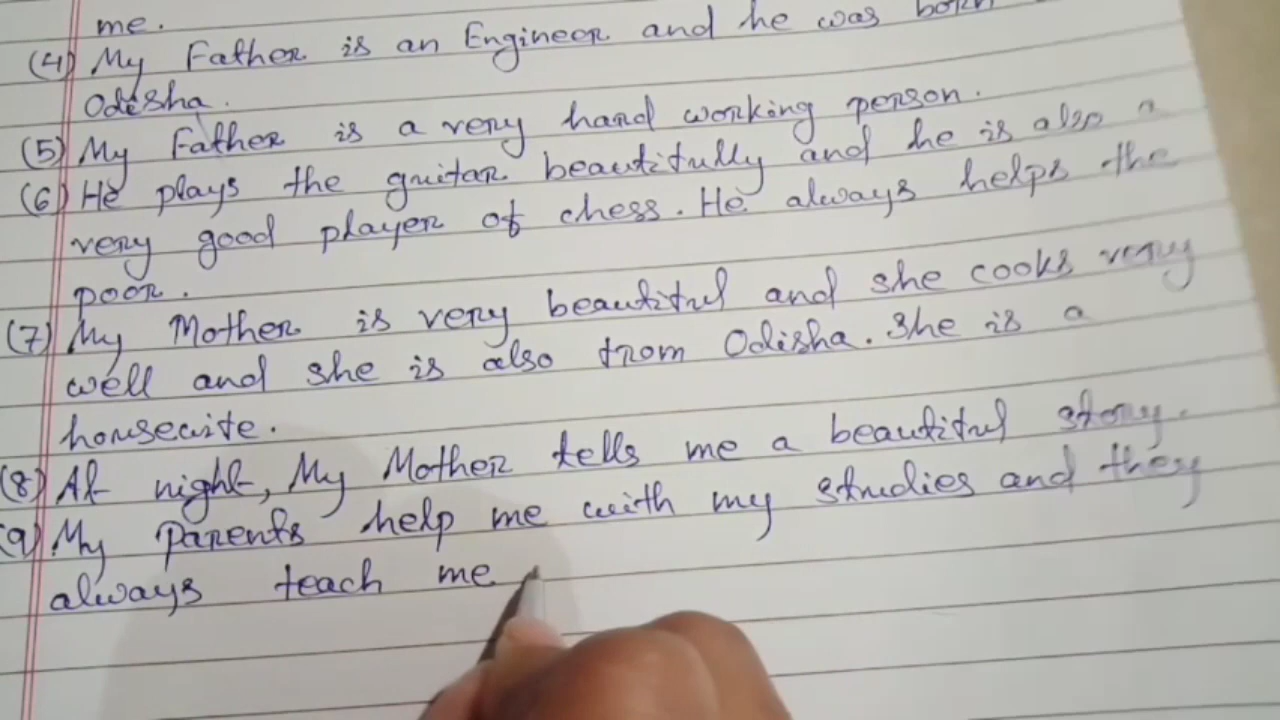 me.
(4) My Father is an Engineer and he was born
Odisha.
(5) My Father is a very hard working person.
(6) He plays the guitar beautifully and he is also a
very good player of chess. He always helps the
poor.
(7) My Mother is very beautiful and she cooks very
well and she is also from Odisha. She is a
housewife.
(8) At night, My Mother tells me a beautiful story.
(9) My parents help me with my studies and they
always teach me